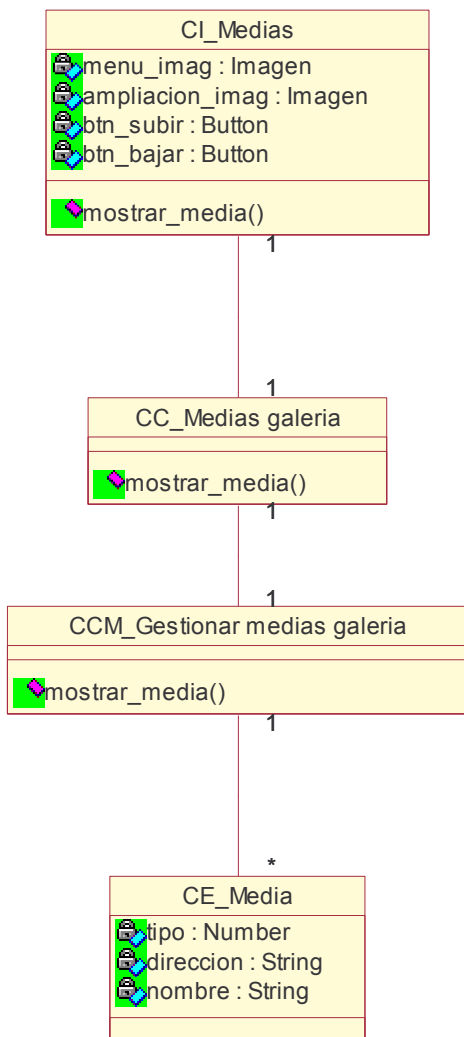 CI_Medias
menu_imag : Imagen
ampliacion_imag : Imagen
btn_subir : Button
btn_bajar : Button
mostrar_media()
1
1
CC_Medias galeria
mostrar_media()
1
1
CCM_Gestionar medias galeria
mostrar_media()
1
*
CE_Media
tipo : Number
direccion : String
nombre : String